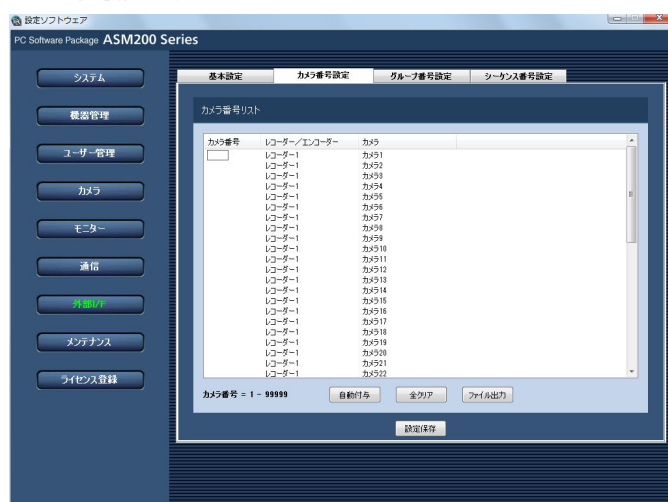 設定ソフトウェア
PC Software Package ASM200 Series
システム
機器管理
ユーザー管理
カメラ
モニター
通信
外部I/F
メンテナンス
ライセンス登録
基本設定 カメラ番号設定 グループ番号設定 シーケンス番号設定
カメラ番号リスト
カメラ番号 レコーダー/エンコーダー カメラ
レコーダー1 カメラ1
レコーダー1 カメラ2
レコーダー1 カメラ3
レコーダー1 カメラ4
レコーダー1 カメラ5
レコーダー1 カメラ6
レコーダー1 カメラ7
レコーダー1 カメラ8
レコーダー1 カメラ9
レコーダー1 カメラ10
レコーダー1 カメラ11
レコーダー1 カメラ12
レコーダー1 カメラ13
レコーダー1 カメラ14
レコーダー1 カメラ15
レコーダー1 カメラ16
レコーダー1 カメラ17
レコーダー1 カメラ18
レコーダー1 カメラ19
レコーダー1 カメラ20
レコーダー1 カメラ21
レコーダー1 カメラ22
カメラ番号 = 1 - 99999 自動付与 全クリア ファイル出力
設定保存